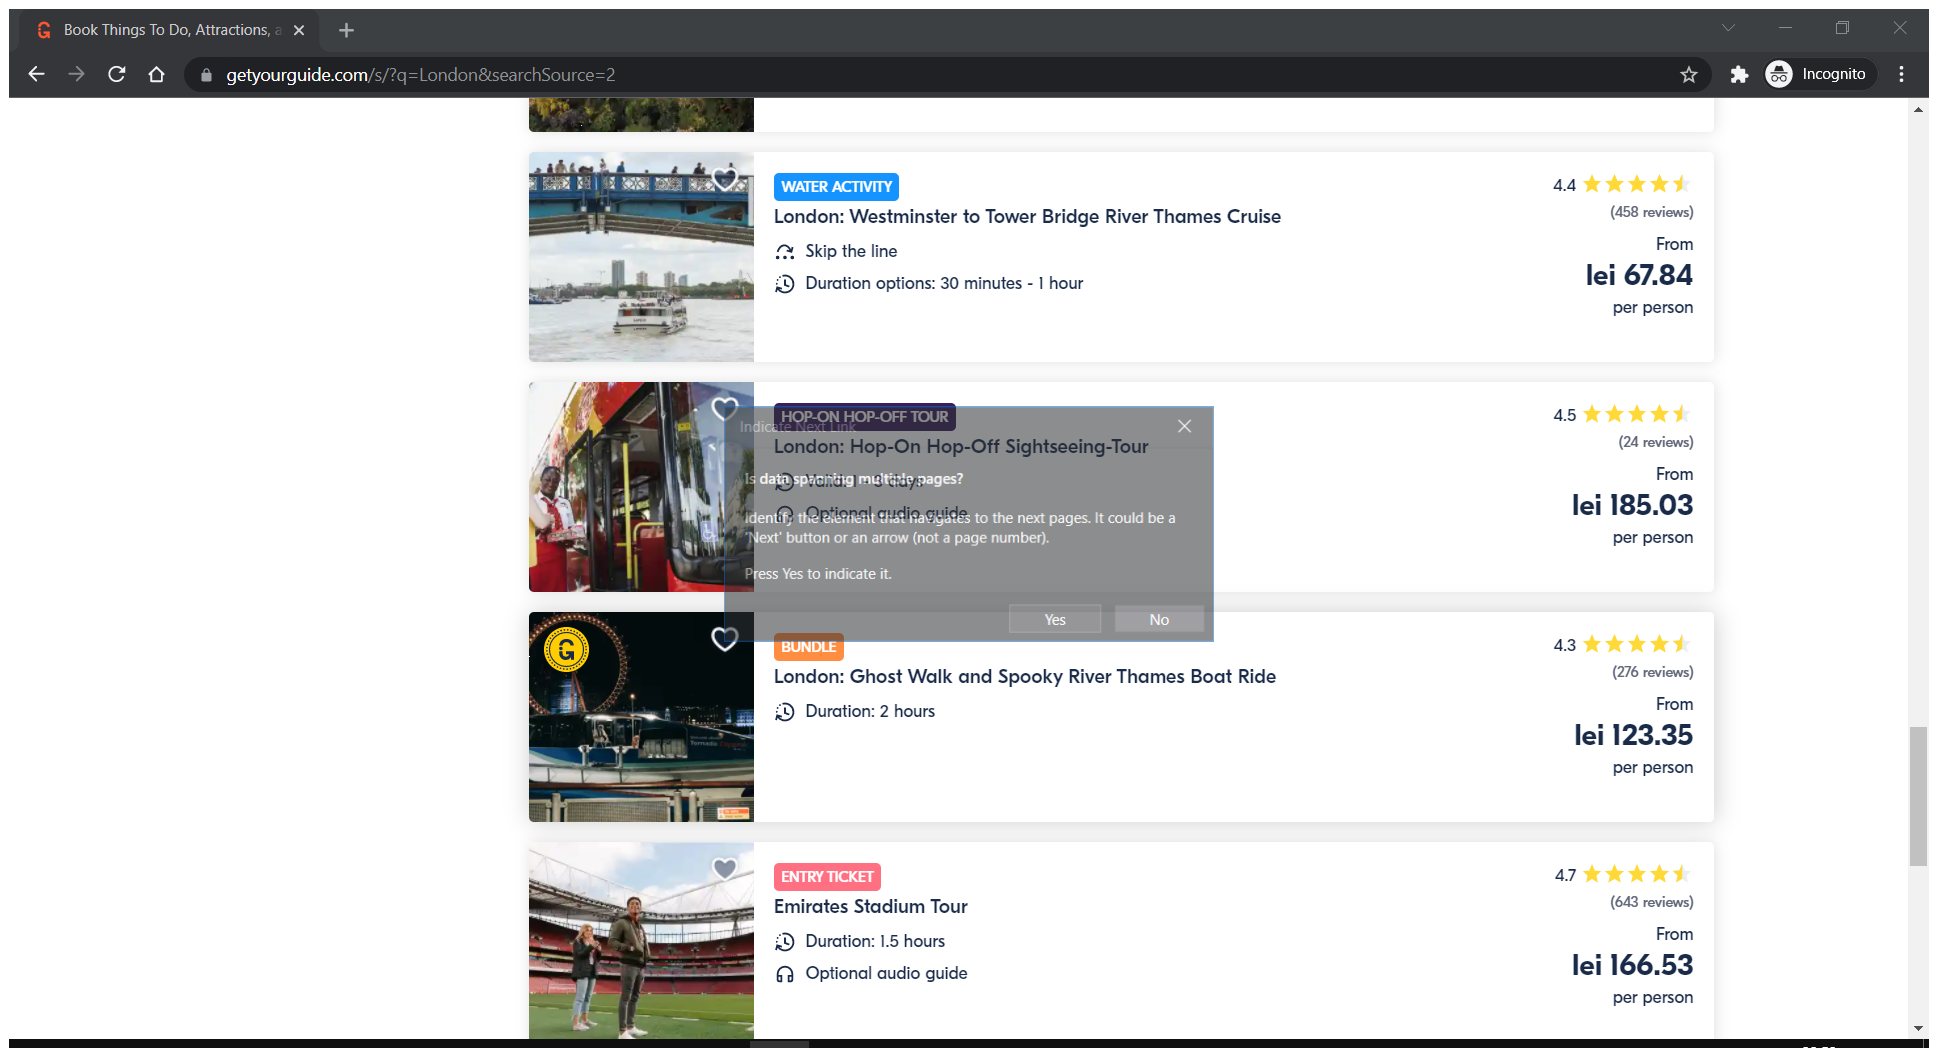 Book Things To Do, Attractions, a
getyourguide.com/s/?q=London&searchSource=2
Incognito
WATER ACTIVITY
London: Westminster to Tower Bridge River Thames Cruise
Skip the line
Duration options: 30 minutes - 1 hour
4.4
(458 reviews)
From
lei 67.84
per person
HOP-ON HOP-OFF TOUR
London: Hop-On Hop-Off Sightseeing-Tour
Optional audio guide
4.5
(24 reviews)
From
lei 185.03
per person
Indicate Next Link
Is data spanning multiple pages?
Identify the element that navigates to the next pages. It could be a
'Next' button or an arrow (not a page number).
Press Yes to indicate it.
Yes
No
G
BUNDLE
London: Ghost Walk and Spooky River Thames Boat Ride
Duration: 2 hours
4.3
(276 reviews)
From
lei 123.35
per person
ENTRY TICKET
Emirates Stadium Tour
Duration: 1.5 hours
Optional audio guide
4.7
(643 reviews)
From
lei 166.53
per person